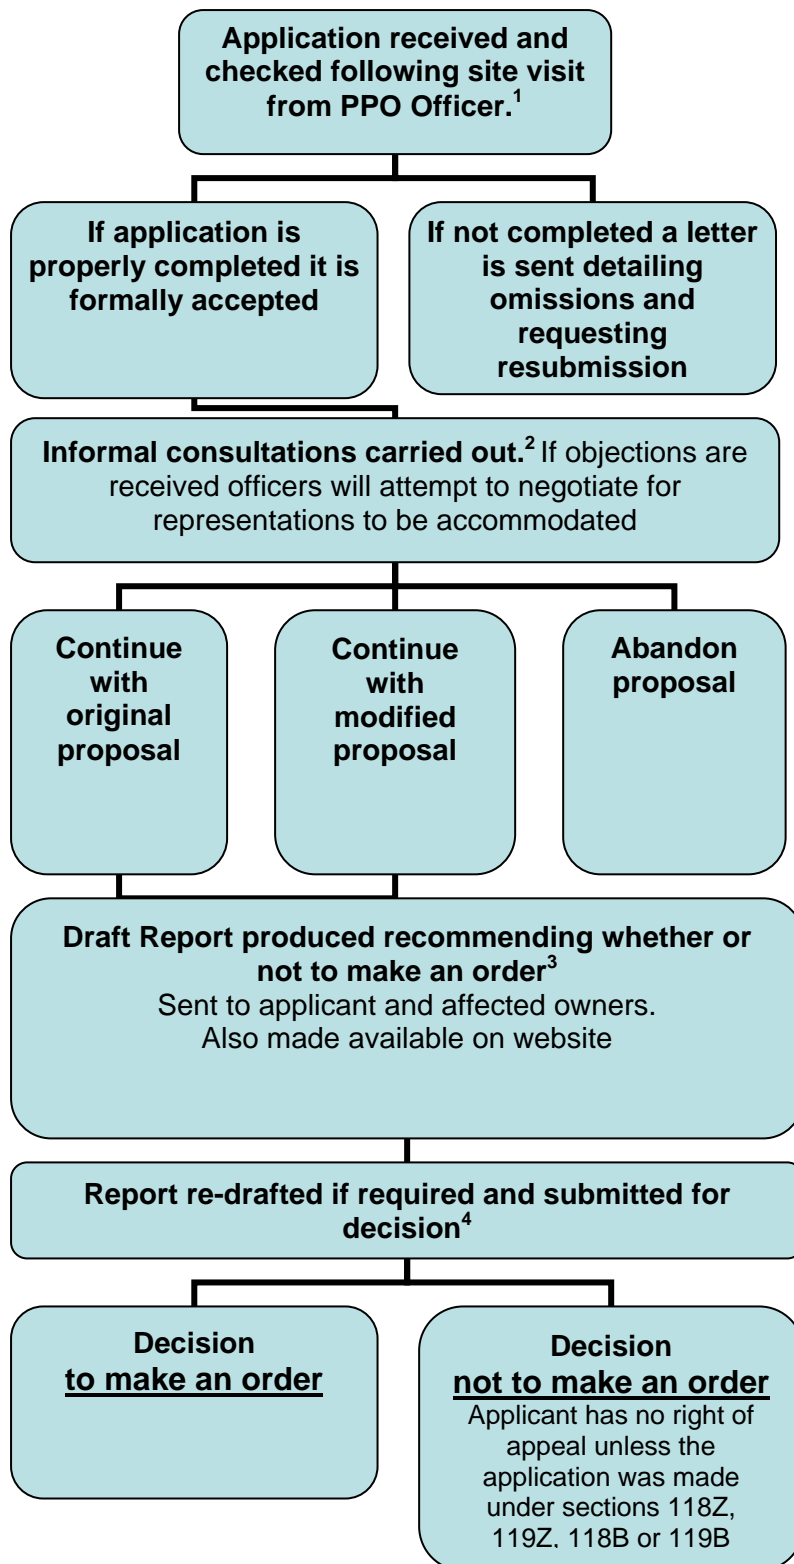 Application received and
checked following site visit
from PPO Officer.¹
If application is
properly completed it is
formally accepted
If not completed a letter
is sent detailing
omissions and
requesting
resubmission
Informal consultations carried out.² If objections are
received officers will attempt to negotiate for
representations to be accommodated
Continue
with
original
proposal
Continue
with
modified
proposal
Abandon
proposal
Draft Report produced recommending whether or
not to make an order³
Sent to applicant and affected owners.
Also made available on website
Report re-drafted if required and submitted for
decision⁴
Decision
to make an order
Decision
not to make an order
Applicant has no right of
appeal unless the
application was made
under sections 118Z,
119Z, 118B or 119B